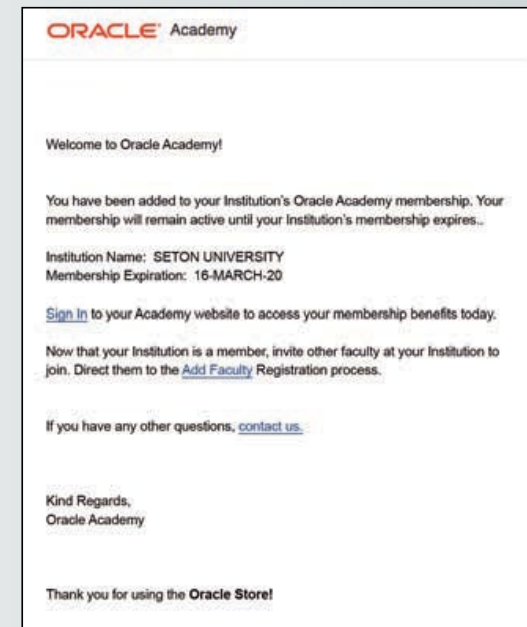 ORACLE Academy
Welcome to Oracle Academy!
You have been added to your Institution's Oracle Academy membership. Your
membership will remain active until your Institution's membership expires..
Institution Name: SETON UNIVERSITY
Membership Expiration: 16-MARCH-20
Sign In to your Academy website to access your membership benefits today.
Now that your Institution is a member, invite other faculty at your Institution to
join. Direct them to the Add Faculty Registration process.
If you have any other questions, contact us.
Kind Regards,
Oracle Academy
Thank you for using the Oracle Store!